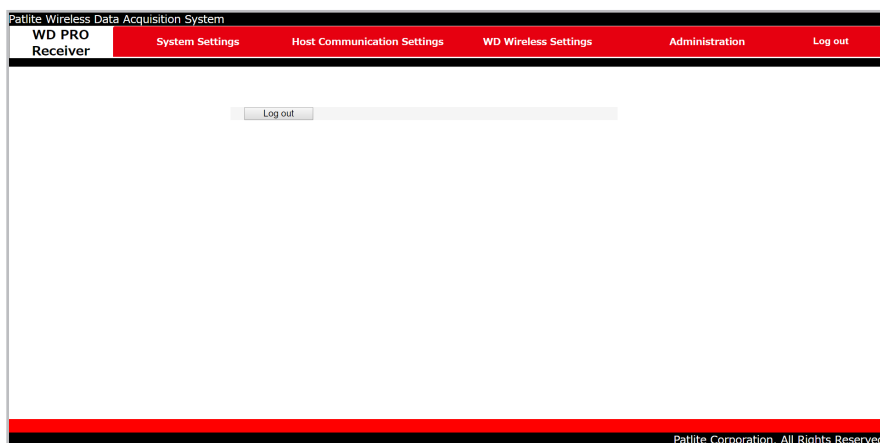 Patlite Wireless Data Acquisition System
WD PRO
Receiver
System Settings
Host Communication Settings
WD Wireless Settings
Administration
Log out
Log out
Patlite Corporation. All Rights Reserved